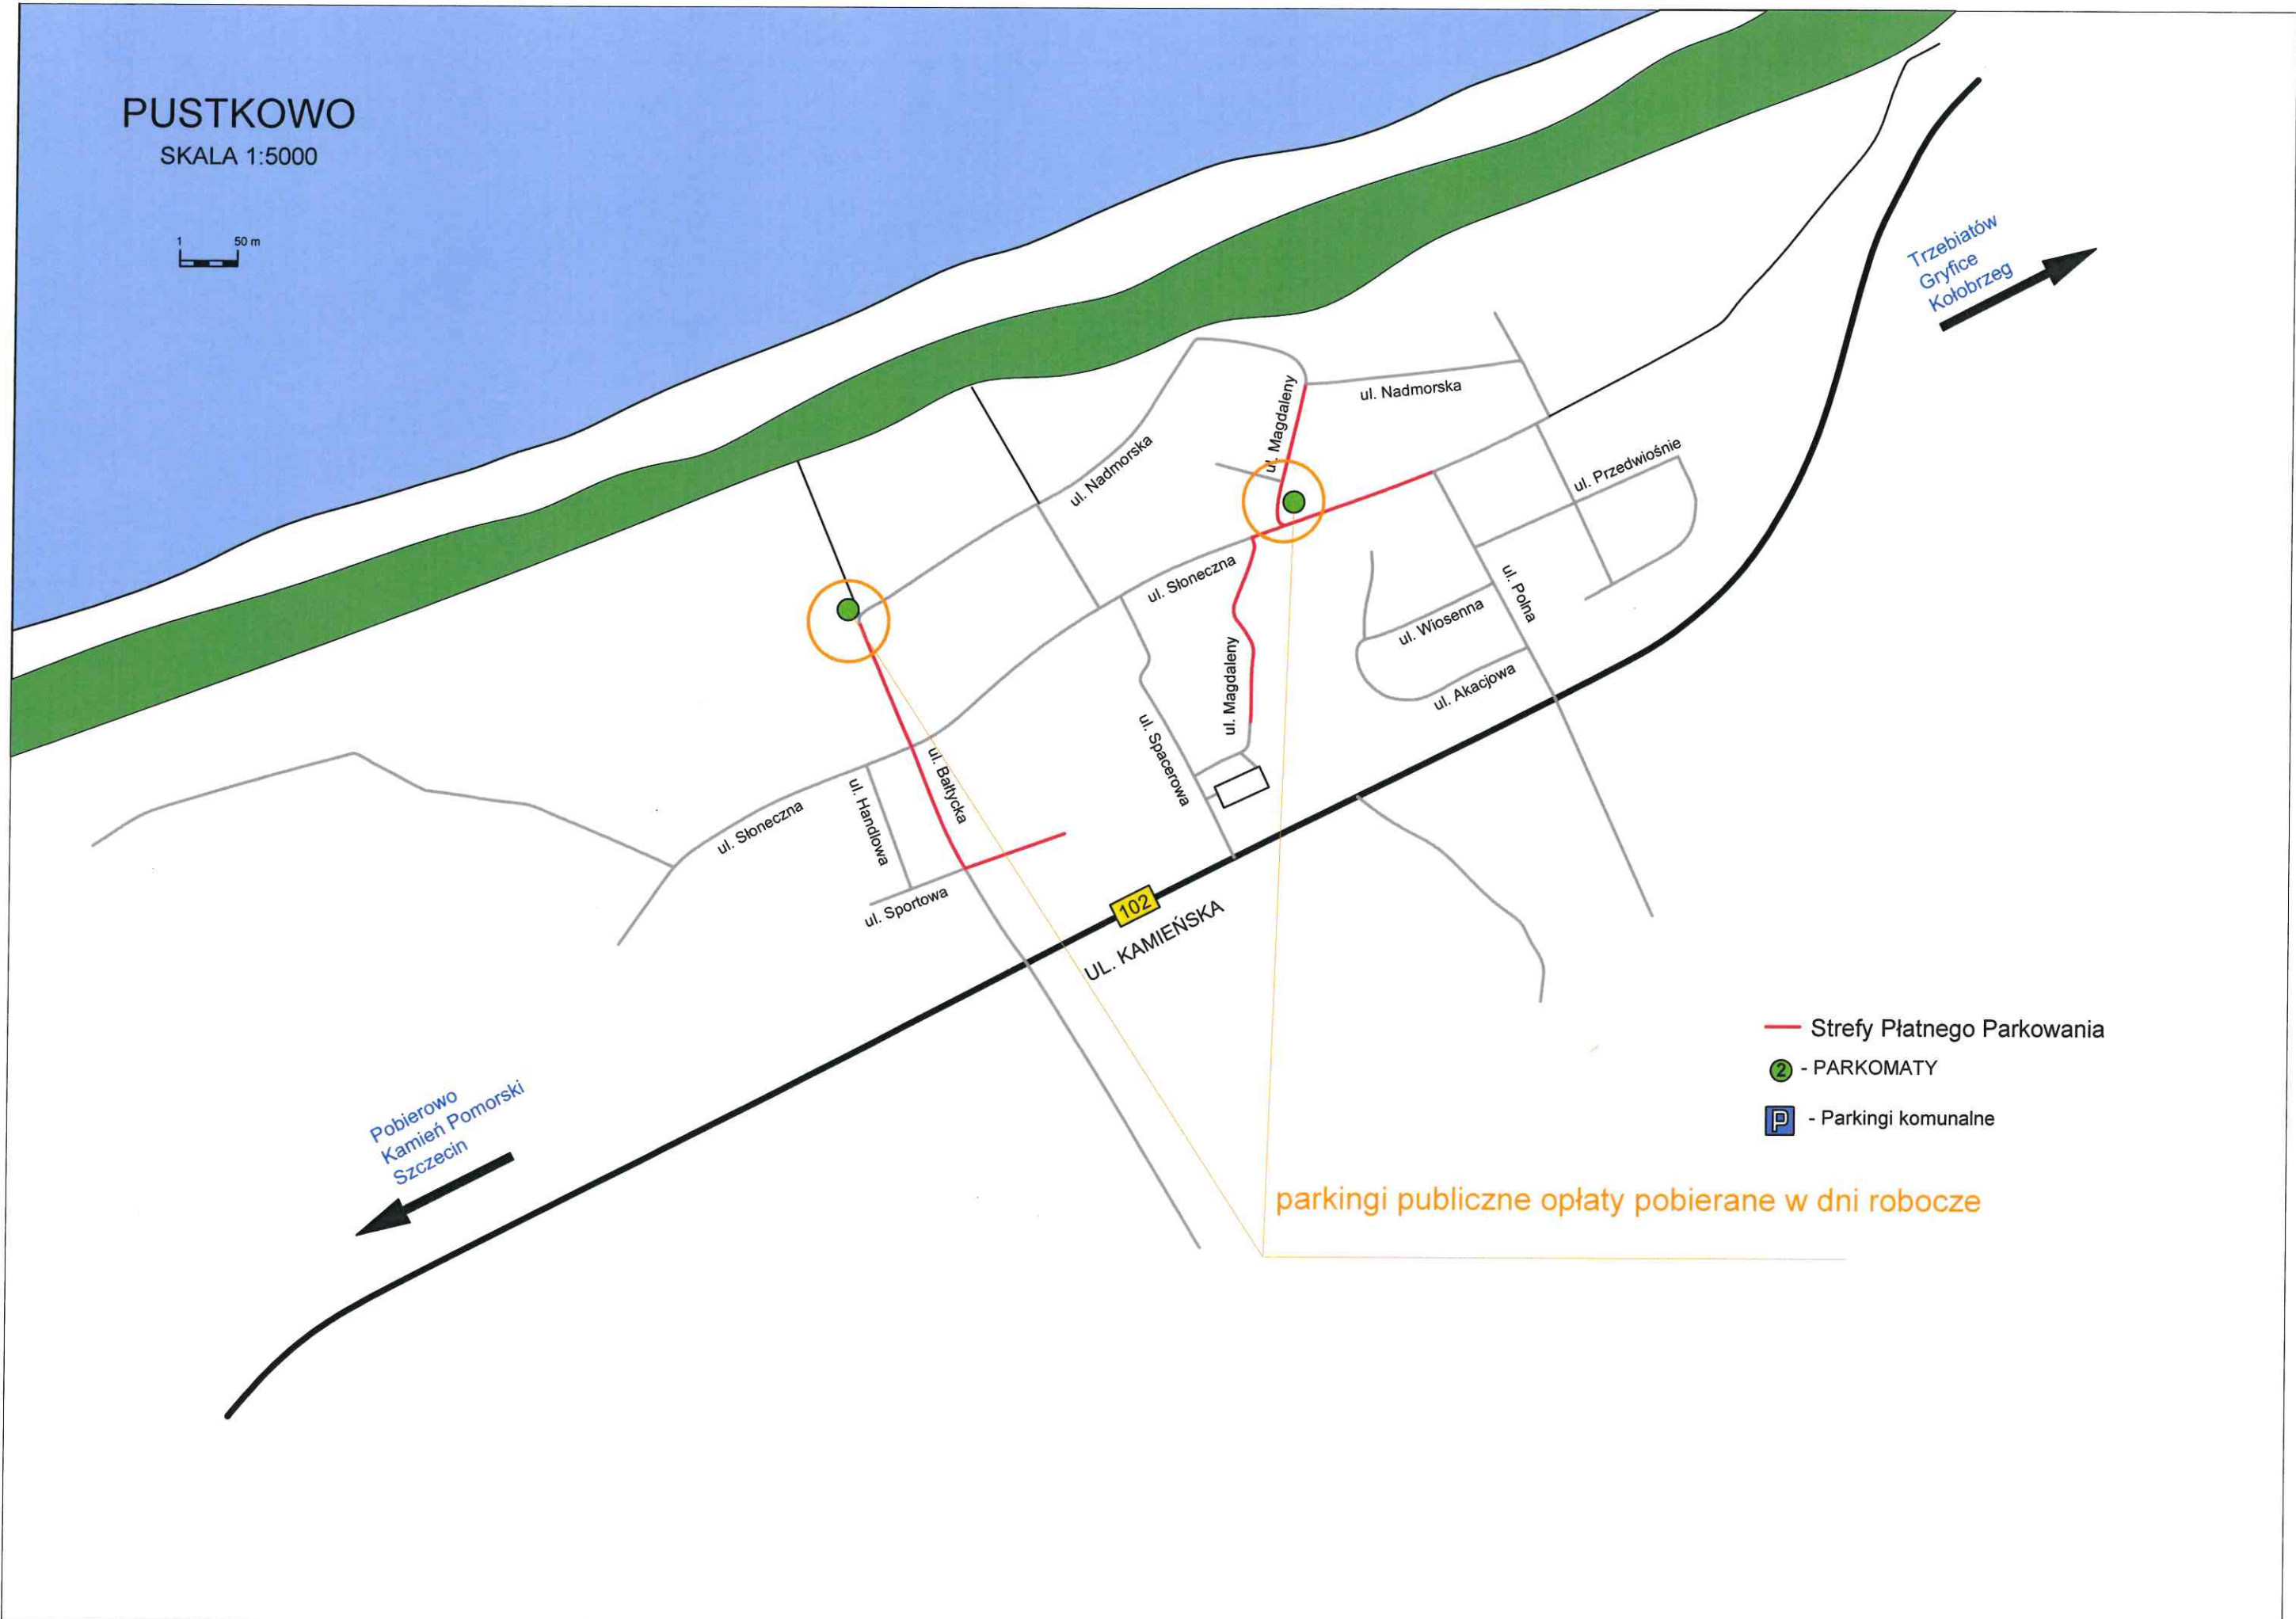 PUSTKOWO
SKALA 1:5000
1 50 m
Trzebiatów
Gryfice
Kołobrzeg
ul. Magdaleny
ul. Nadmorska
ul. Nadmorska
ul. Przedwiośnie
ul. Słoneczna
ul. Polna
ul. Wiosenna
ul. Magdaleny
ul. Akacjowa
ul. Spacerowa
ul. Bałtycka
ul. Handlowa
ul. Słoneczna
ul. Sportowa
102
UL. KAMIEŃSKA
Strefy Płatnego Parkowania
2 - PARKOMATY
P - Parkingi komunalne
Pobierowo
Kamień Pomorski
Szczecin
parkingi publiczne opłaty pobierane w dni robocze